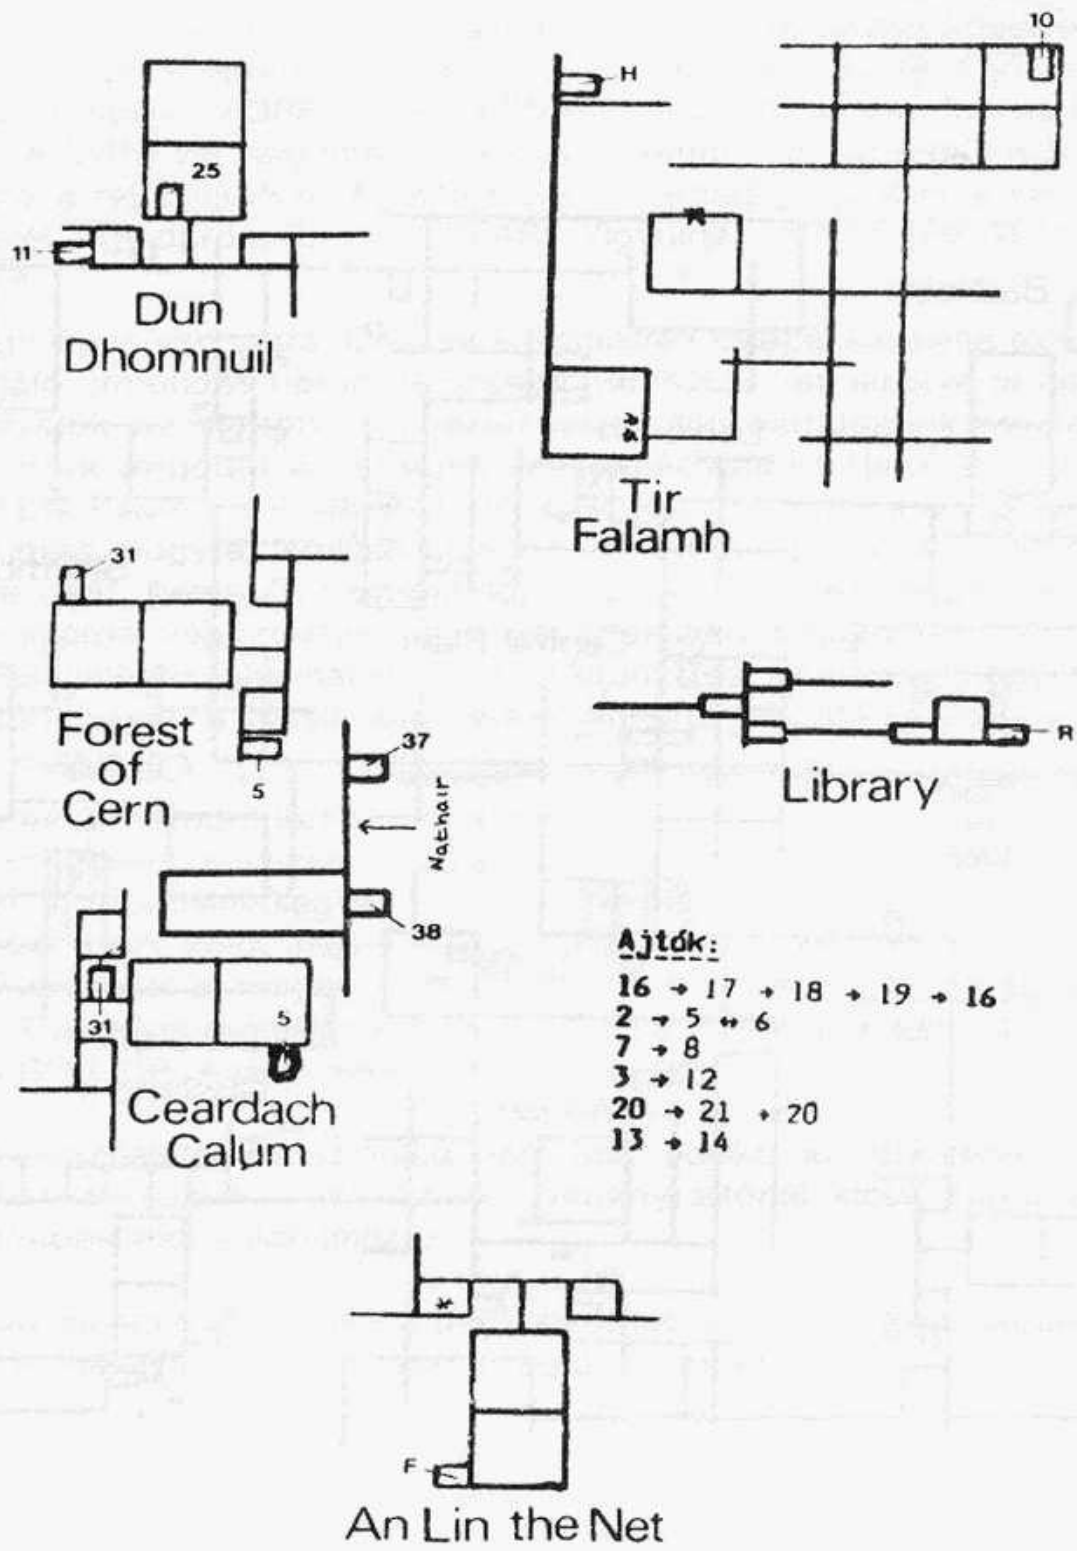 10
H
25
11
Dun
Dhomnuil
Tir
Falamh
31
Forest
of
Cern
5
37
Nathair
38
R
Library
31
5
Ceardach
Calum
Ajtók:
16 → 17 → 18 → 19 → 16
2 → 5 ↔ 6
7 → 8
3 → 12
20 → 21 → 20
13 → 14
*
F
An Lin the Net